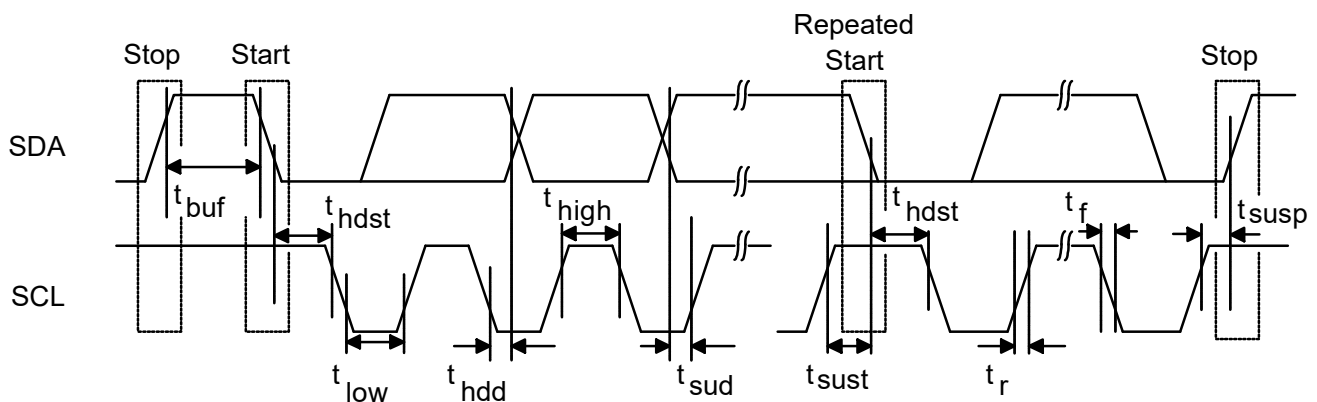 Repeated
Stop Start Start Stop
SDA
t buf
t hdst
t high
t hdst
t f
t susp
SCL
t low
t hdd
t sud
t sust
t r